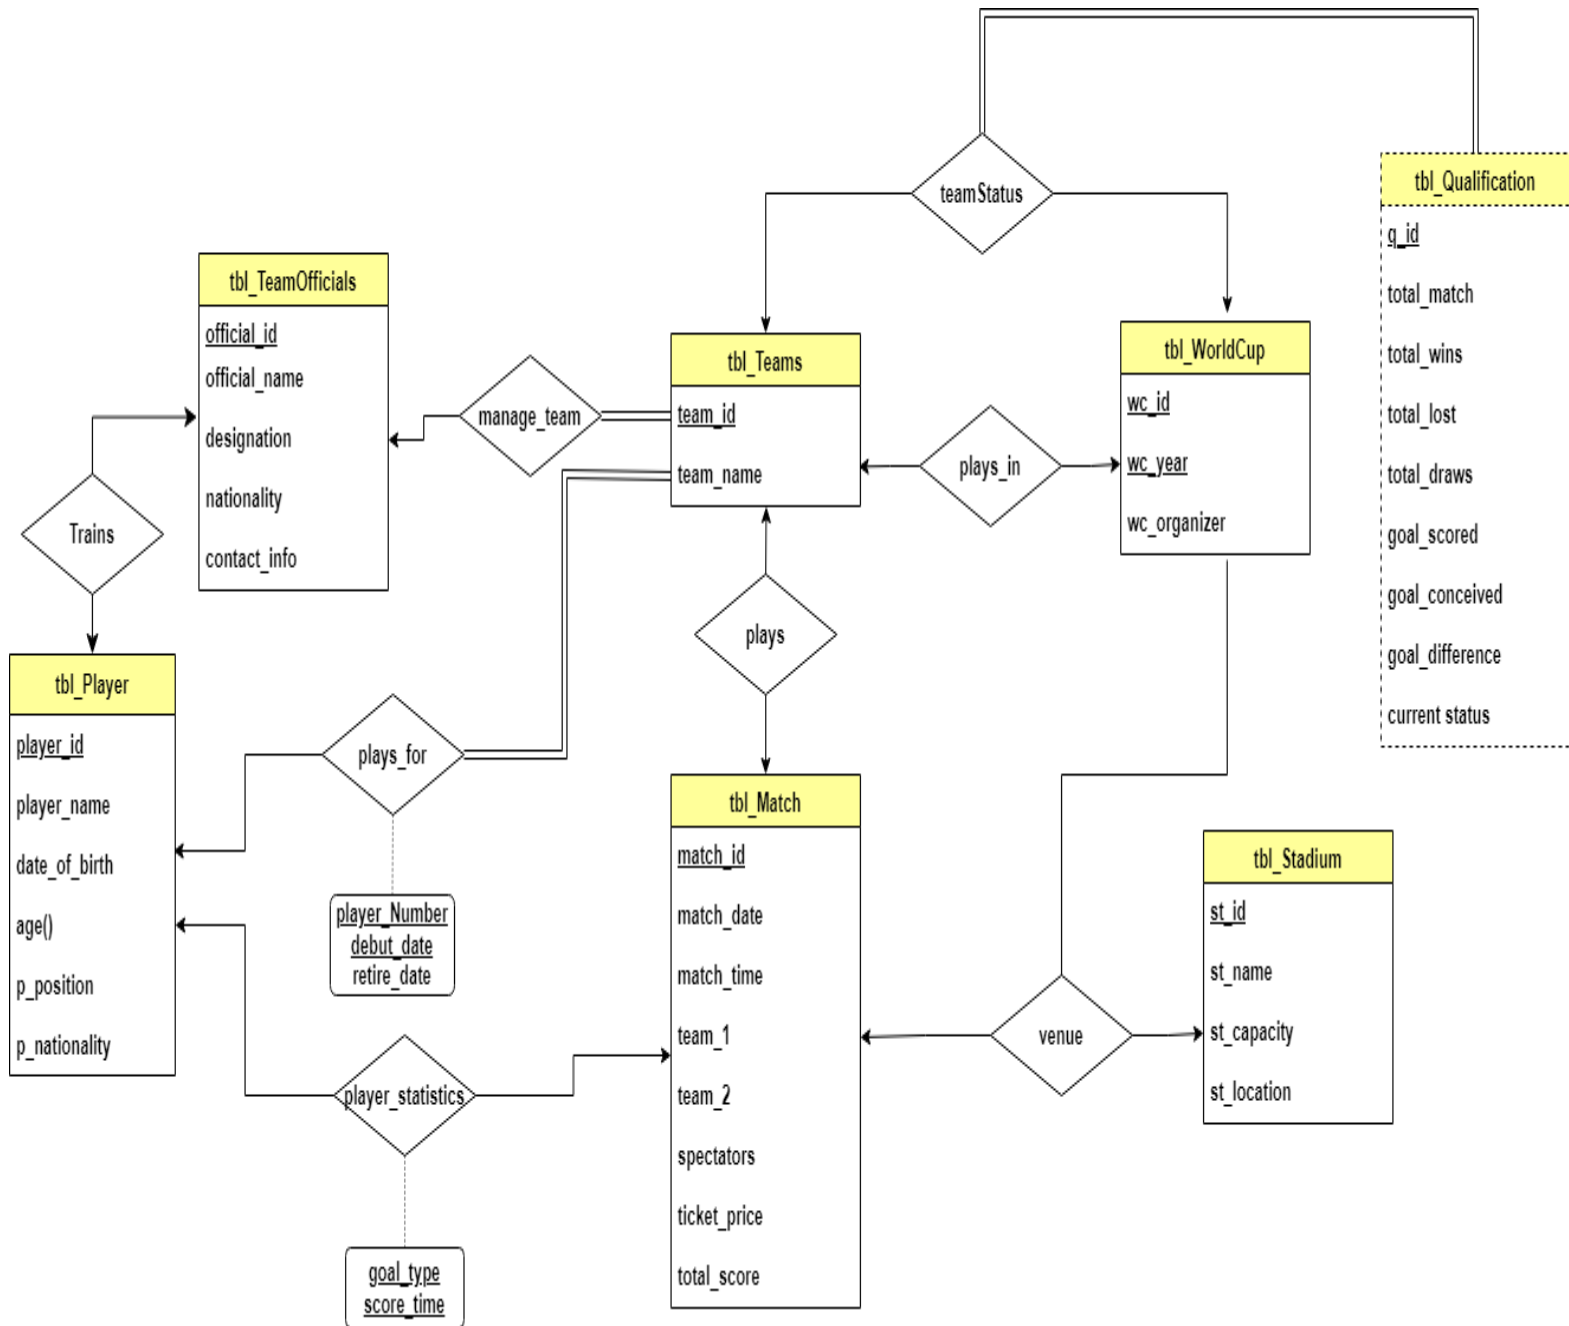 teamStatus
tbl_Qualification
q_id
total_match
total_wins
total_lost
total_draws
goal_scored
goal_conceived
goal_difference
current status
tbl_TeamOfficials
official_id
official_name
designation
nationality
contact_info
manage_team
tbl_Teams
team_id
team_name
plays_in
tbl_WorldCup
wc_id
wc_year
wc_organizer
Trains
plays
tbl_Player
player_id
player_name
date_of_birth
age()
p_position
p_nationality
plays_for
player_Number
debut_date
retire_date
tbl_Match
match_id
match_date
match_time
team_1
team_2
spectators
ticket_price
total_score
venue
tbl_Stadium
st_id
st_name
st_capacity
st_location
player_statistics
goal_type
score_time